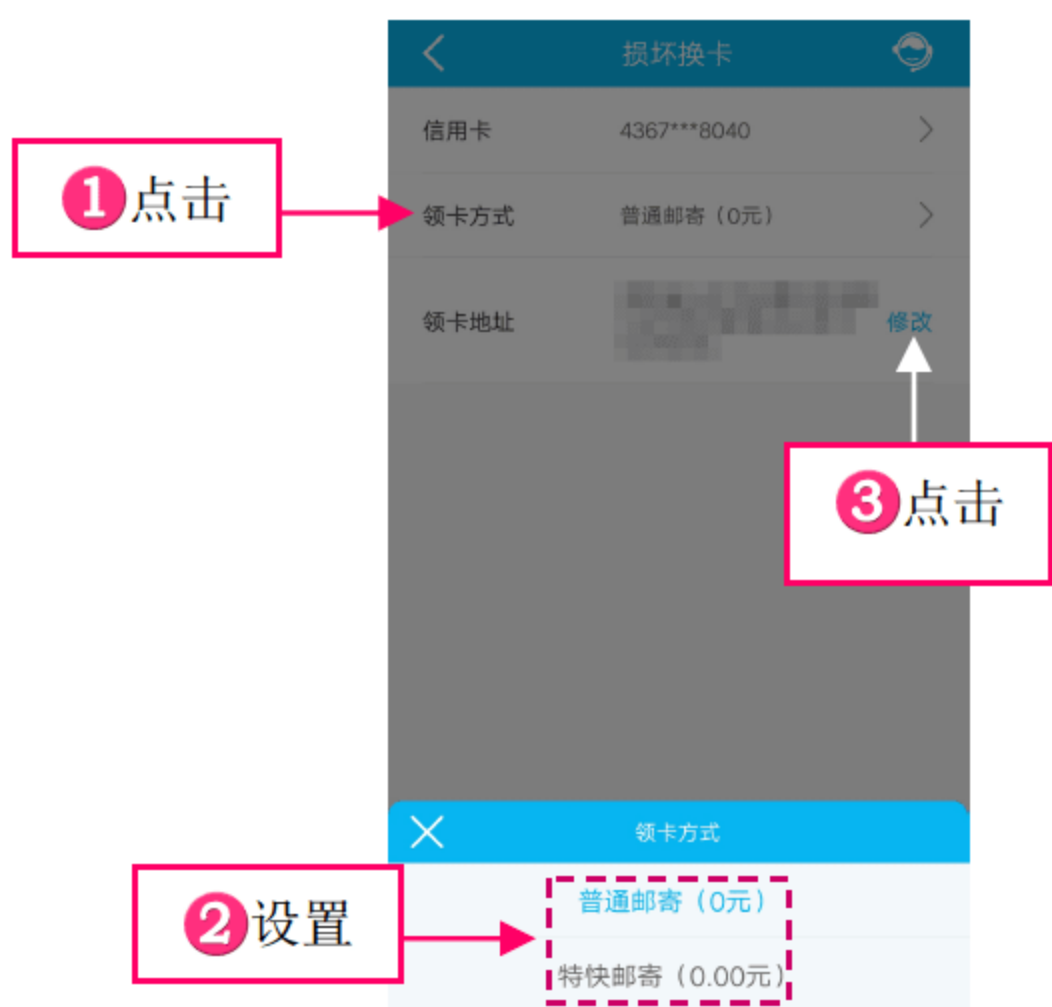 损坏换卡
信用卡 4367***8040
❶点击
领卡方式 普通邮寄（0元）
领卡地址 修改
❸点击
领卡方式
❷设置
普通邮寄（0元）
特快邮寄（0.00元）